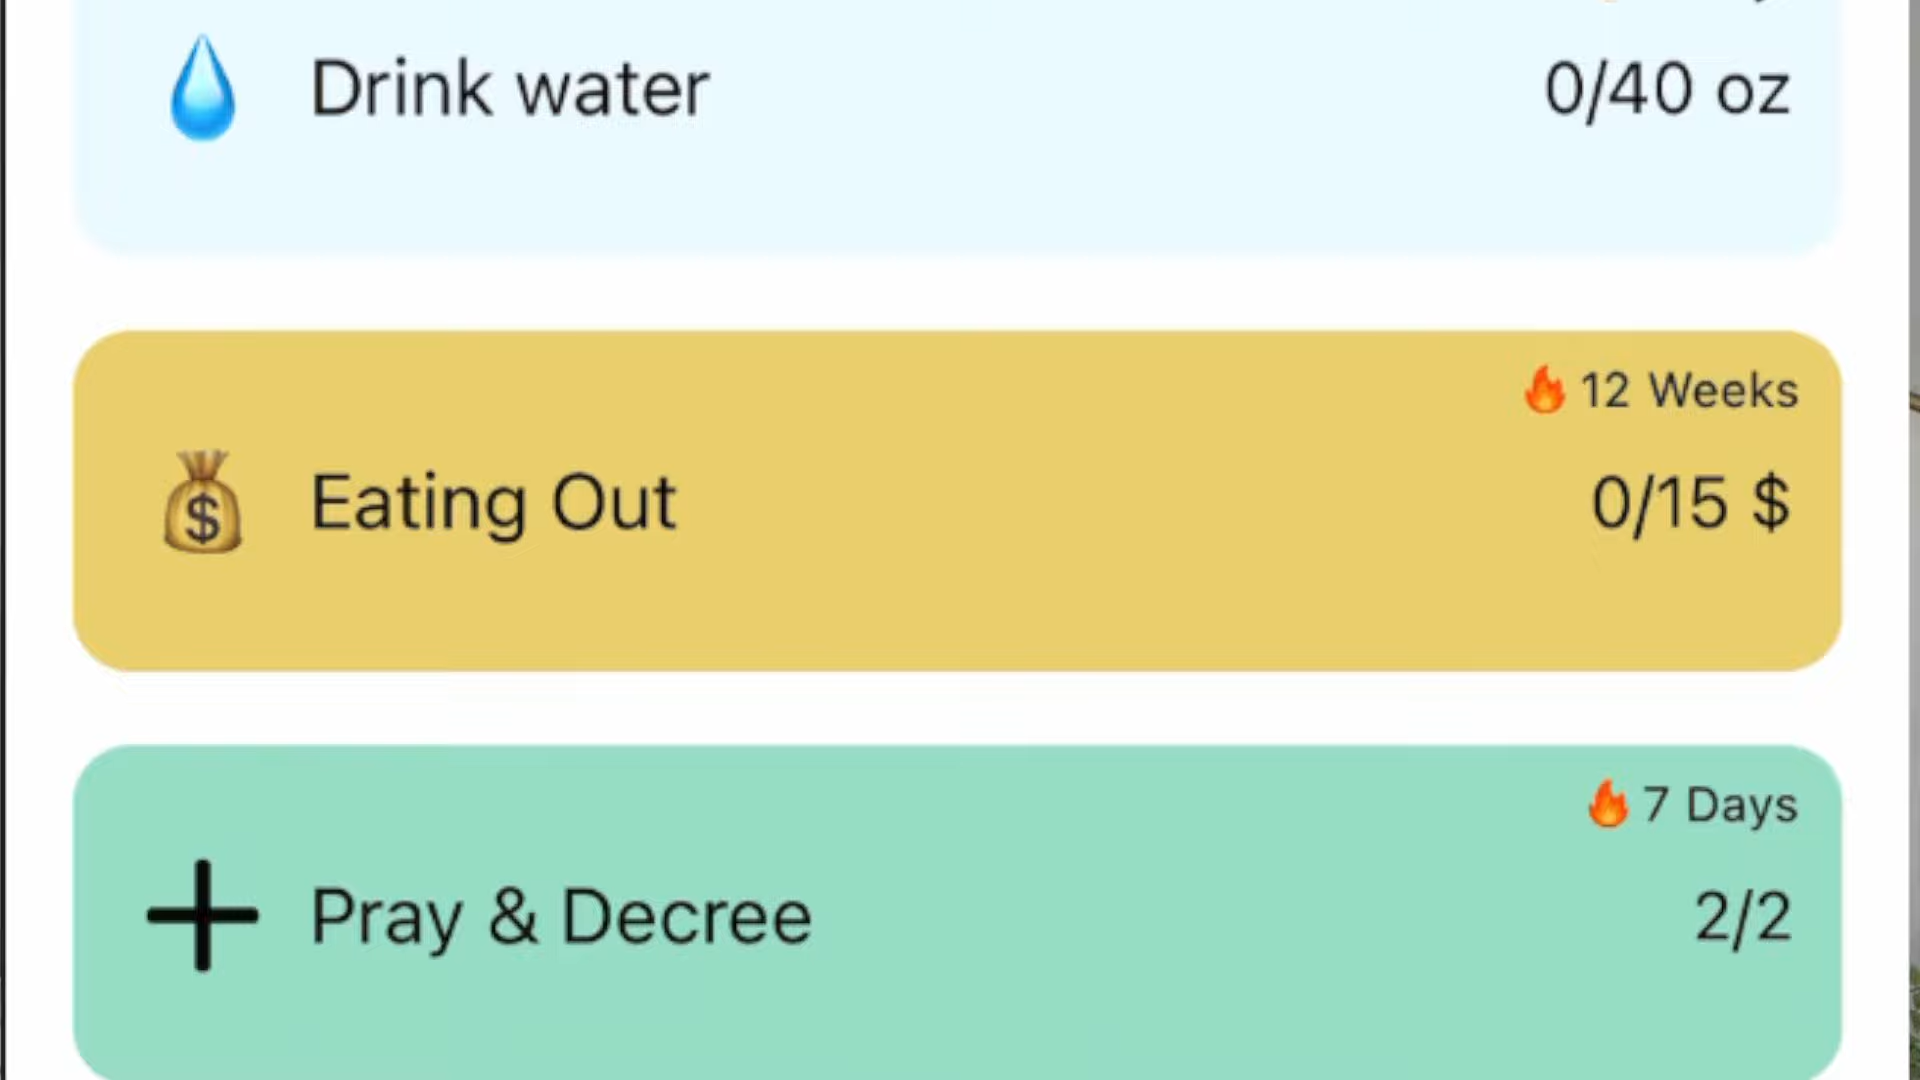 Drink water
0/40 oz
12 Weeks
Eating Out
0/15 $
7 Days
Pray & Decree
2/2